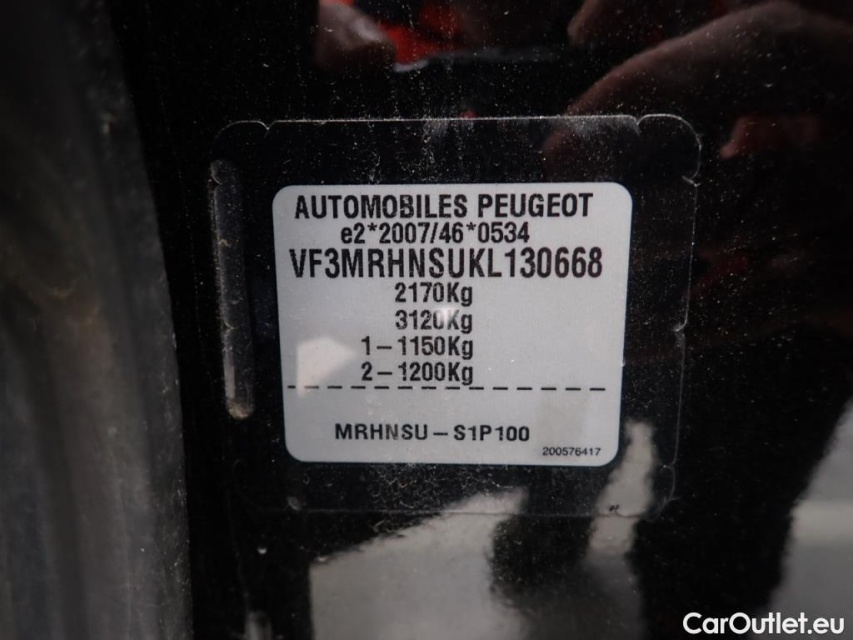 AUTOMOBILES PEUGEOT
e2*2007/46*0534
VF3MRHNSUKL130668
2170Kg
3120Kg
1-1150Kg
2-1200Kg
MRHNSU-S1P100
200576417
CarOutlet.eu